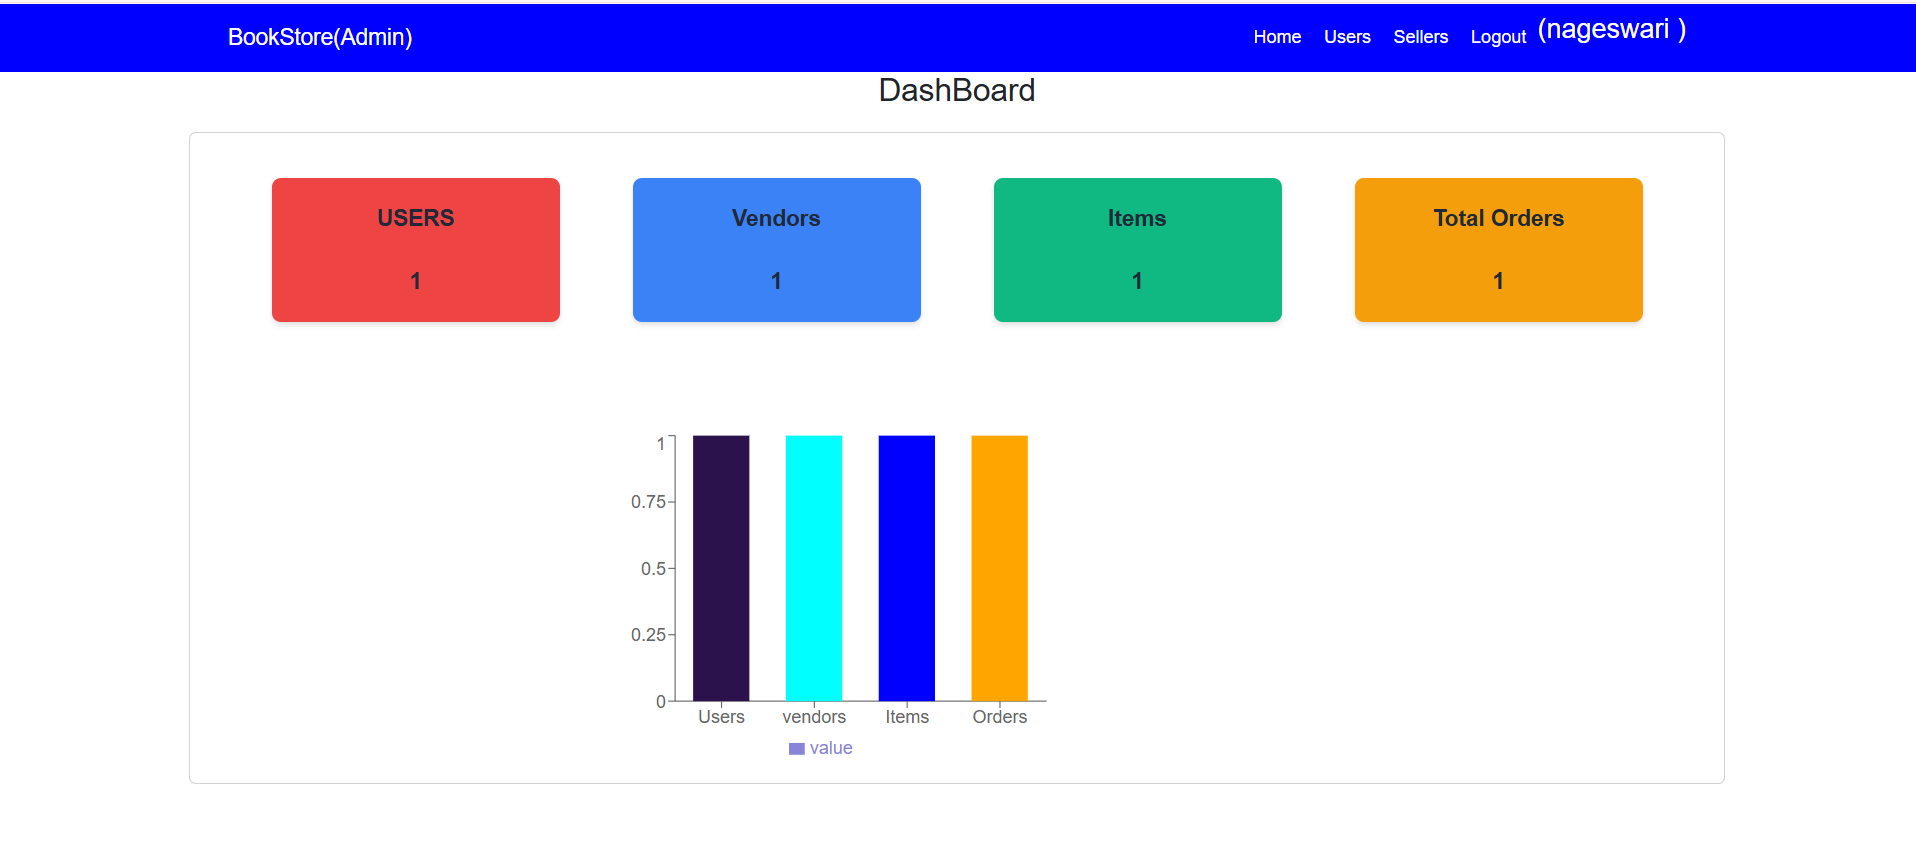 BookStore(Admin)
Home Users Sellers Logout (nageswari )
DashBoard
USERS
1
Vendors
1
Items
1
Total Orders
1
1
0.75
0.5
0.25
0
Users vendors Items Orders
value